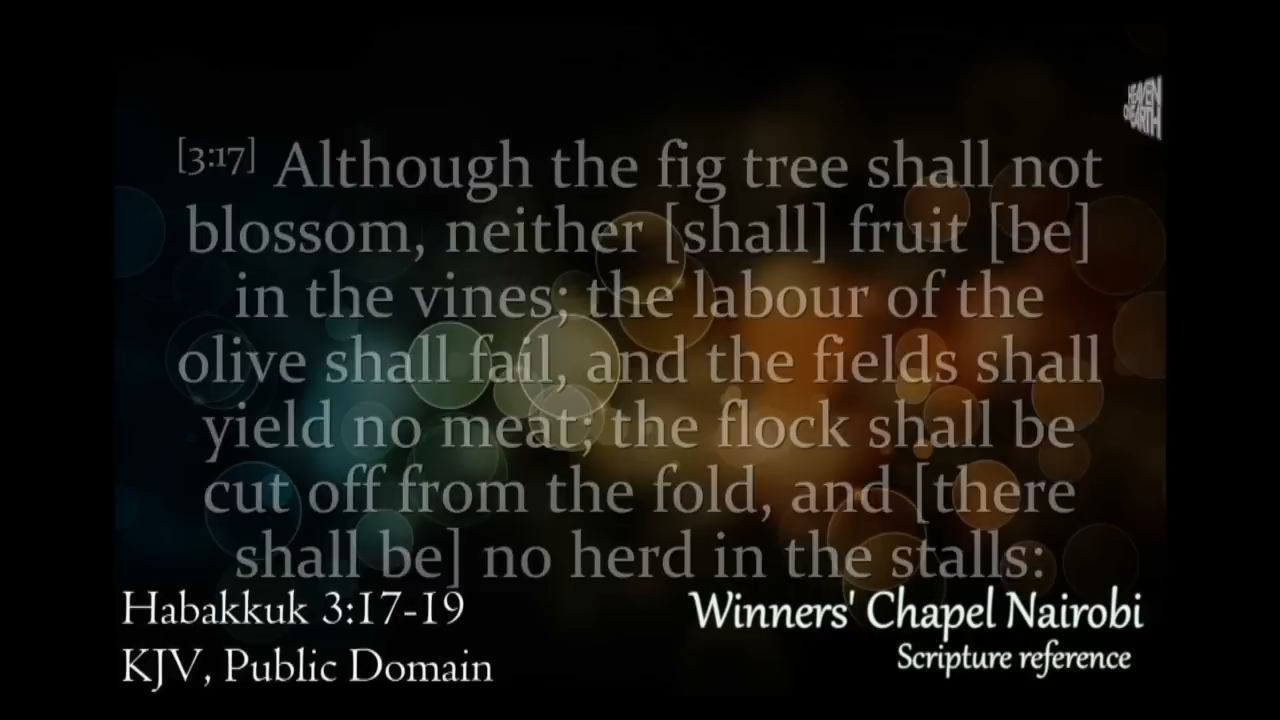 HEAVEN
ON EARTH
[3:17] Although the fig tree shall not
blossom, neither [shall] fruit [be]
in the vines; the labour of the
olive shall fail, and the fields shall
yield no meat; the flock shall be
cut off from the fold, and [there
shall be] no herd in the stalls:
Habakkuk 3:17-19
KJV, Public Domain
Winners' Chapel Nairobi
Scripture reference